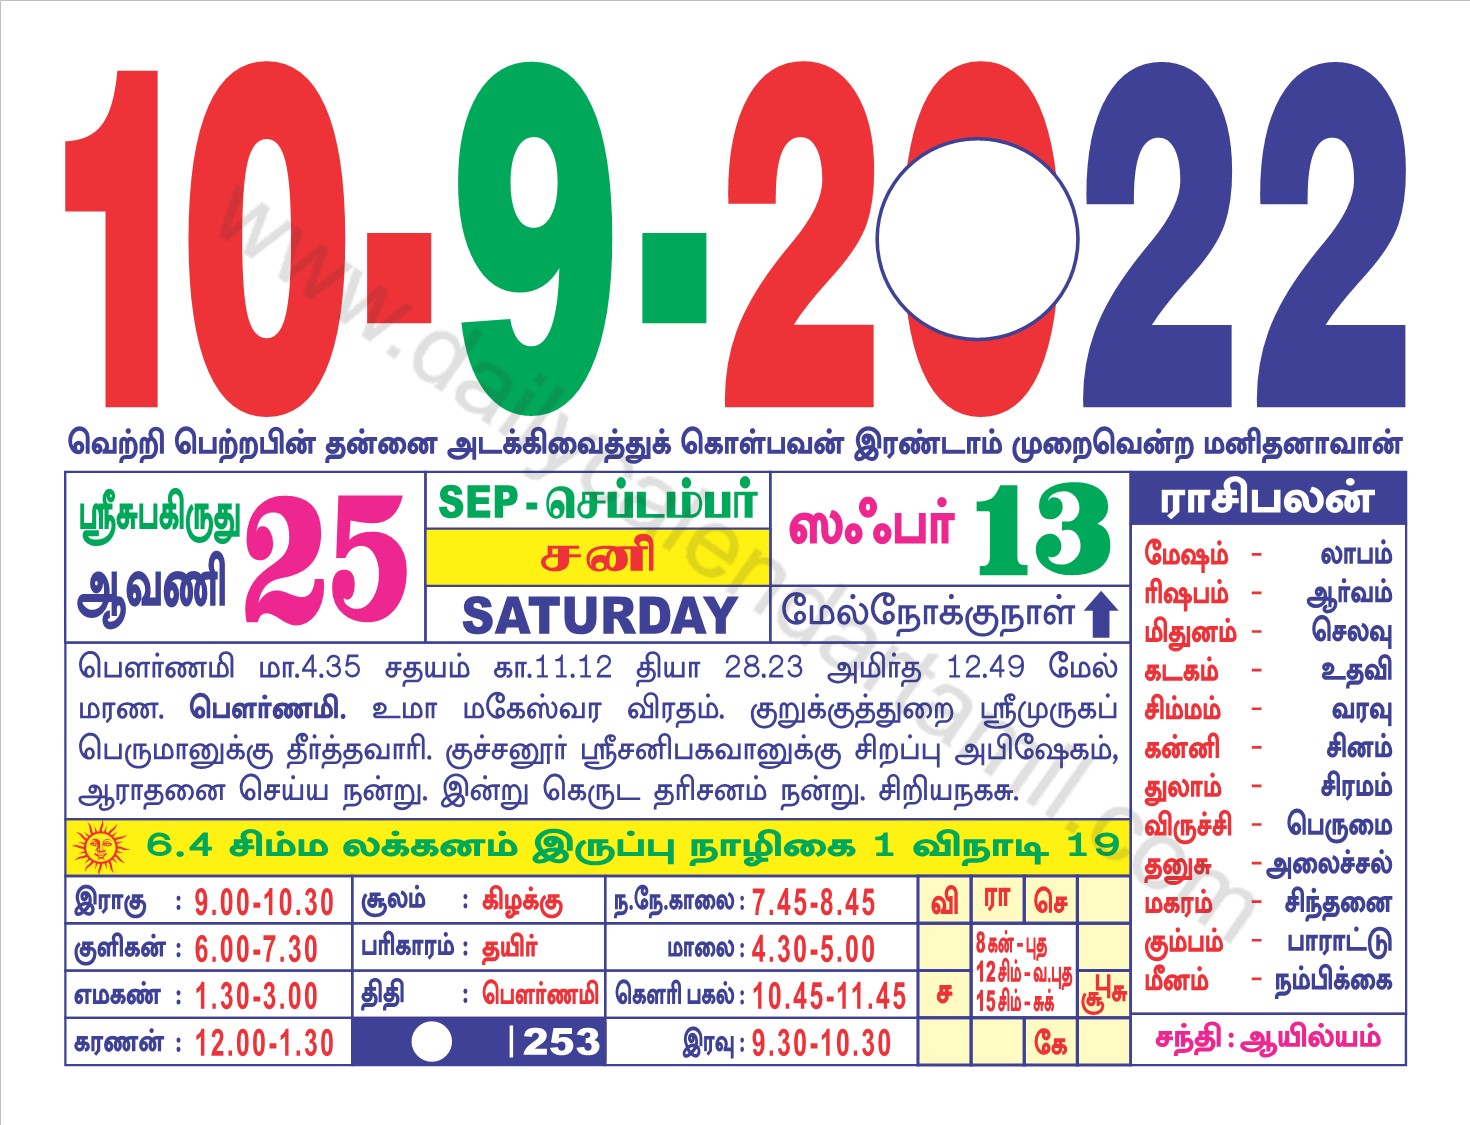 10-9-2022
வெற்றி பெற்றபின் தன்னை அடக்கிவைத்துக் கொள்பவன் இரண்டாம் முறைவென்ற மனிதனாவான்
ஸ்ரீசுபகிருது
ஆவணி 25
SEP - செப்டம்பர்
சனி
SATURDAY
ஸஃபர் 13
மேல்நோக்குநாள்
பௌர்ணமி மா.4.35 சதயம் கா.11.12 தியா 28.23 அமிர்த 12.49 மேல்
மரண. பௌர்ணமி. உமா மகேஸ்வர விரதம். குறுக்குத்துறை ஸ்ரீமுருகப்
பெருமானுக்கு தீர்த்தவாரி. குச்சனூர் ஸ்ரீசனிபகவானுக்கு சிறப்பு அபிஷேகம்,
ஆராதனை செய்ய நன்று. இன்று கெருட தரிசனம் நன்று. சிறியநகசு.
6.4 சிம்ம லக்கனம் இருப்பு நாழிகை 1 விநாடி 19
இராகு : 9.00-10.30 சூலம் : கிழக்கு ந.நே.காலை : 7.45-8.45
குளிகன் : 6.00-7.30 பரிகாரம் : தயிர் மாலை : 4.30-5.00
எமகண் : 1.30-3.00 திதி : பௌர்ணமி கௌரி பகல் : 10.45-11.45
கரணன் : 12.00-1.30 |253 இரவு : 9.30-10.30
வி ரா செ
8கன் - புத
12சிம் - வ.புத
15சிம் - சுக்
ச சூபுசு
கே
ராசிபலன்
மேஷம் - லாபம்
ரிஷபம் - ஆர்வம்
மிதுனம் - செலவு
கடகம் - உதவி
சிம்மம் - வரவு
கன்னி - சினம்
துலாம் - சிரமம்
விருச்சி - பெருமை
தனுசு - அலைச்சல்
மகரம் - சிந்தனை
கும்பம் - பாராட்டு
மீனம் - நம்பிக்கை
சந்தி : ஆயில்யம்
www.dailycalendartamil.com